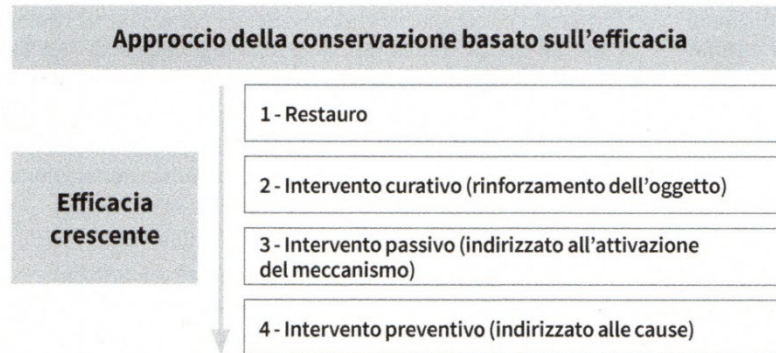 Approccio della conservazione basato sull'efficacia
Efficacia
crescente
1 - Restauro
2 - Intervento curativo (rinforzamento dell'oggetto)
3 - Intervento passivo (indirizzato all'attivazione
del meccanismo)
4 - Intervento preventivo (indirizzato alle cause)